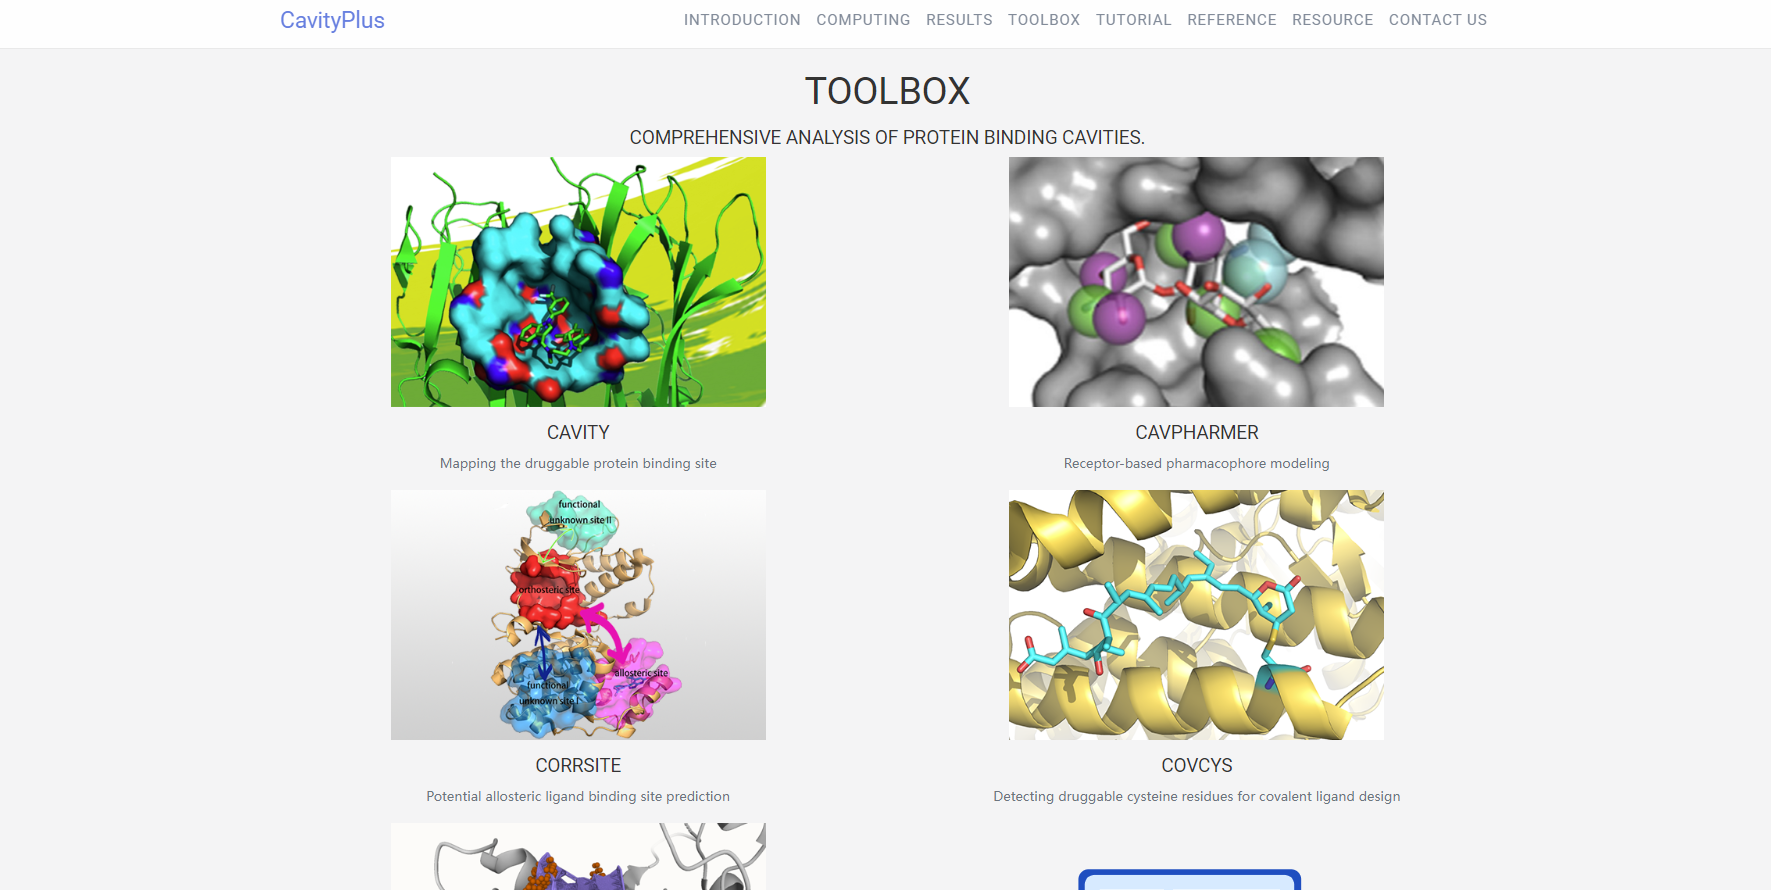 CavityPlus
INTRODUCTION COMPUTING RESULTS TOOLBOX TUTORIAL REFERENCE RESOURCE CONTACT US
TOOLBOX
COMPREHENSIVE ANALYSIS OF PROTEIN BINDING CAVITIES.
CAVITY
Mapping the druggable protein binding site
CAVPHARMER
Receptor-based pharmacophore modeling
functional
unknown site II
orthosteric site
allosteric site
functional
unknown site I
CORRSITE
Potential allosteric ligand binding site prediction
COVCYS
Detecting druggable cysteine residues for covalent ligand design